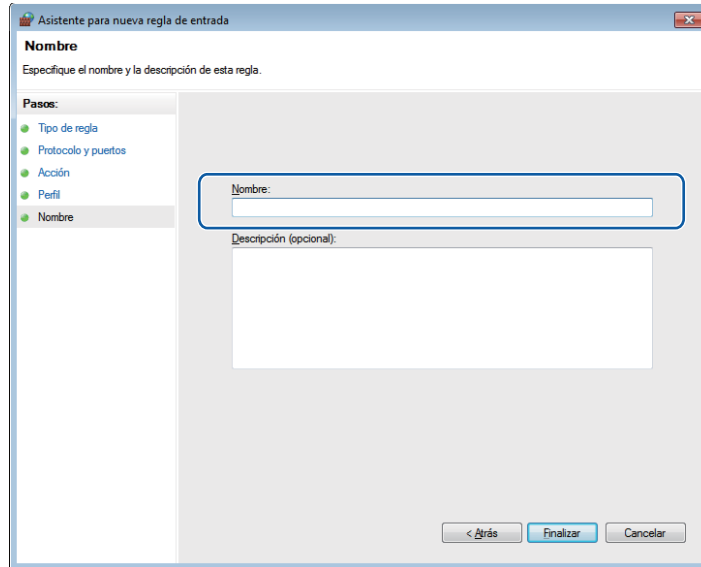 Asistente para nueva regla de entrada
Nombre
Especifique el nombre y la descripción de esta regla.
Pasos:
Tipo de regla
Protocolo y puertos
Acción
Perfil
Nombre
Nombre:
Descripción (opcional):
< Atrás
Finalizar
Cancelar